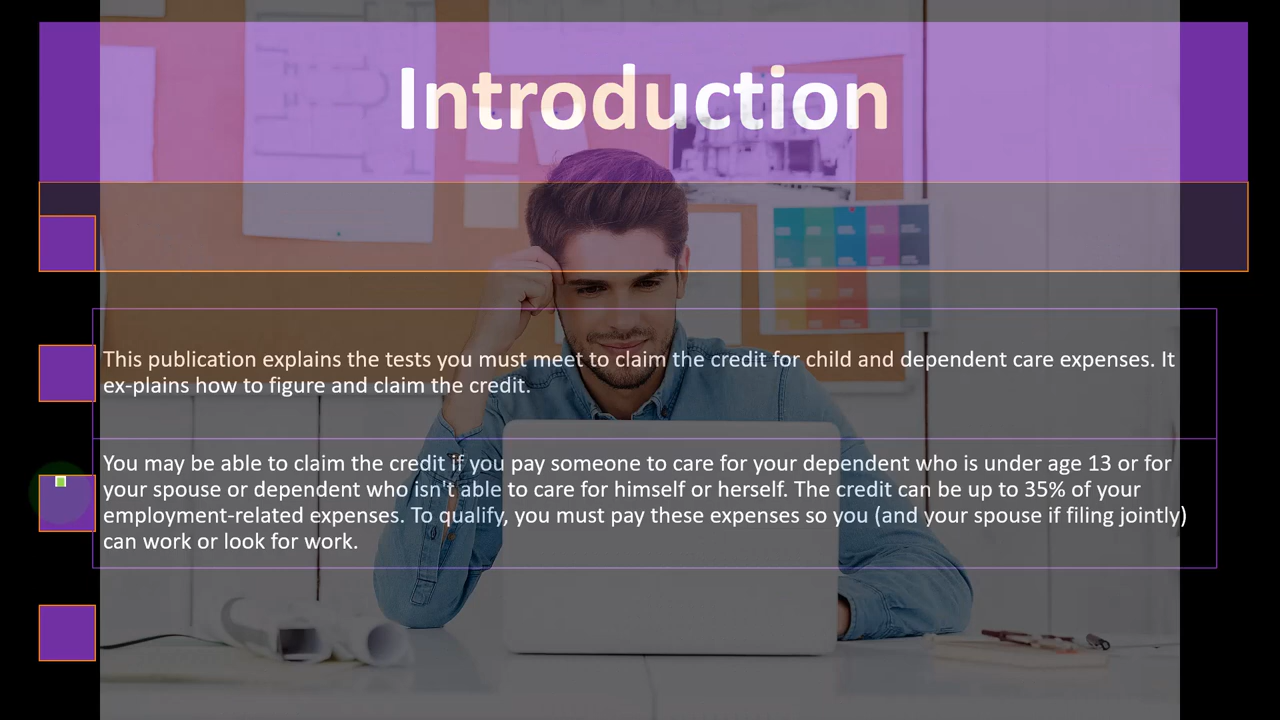 Introduction
This publication explains the tests you must meet to claim the credit for child and dependent care expenses. It
ex-plains how to figure and claim the credit.
You may be able to claim the credit if you pay someone to care for your dependent who is under age 13 or for
your spouse or dependent who isn't able to care for himself or herself. The credit can be up to 35% of your
employment-related expenses. To qualify, you must pay these expenses so you (and your spouse if filing jointly)
can work or look for work.